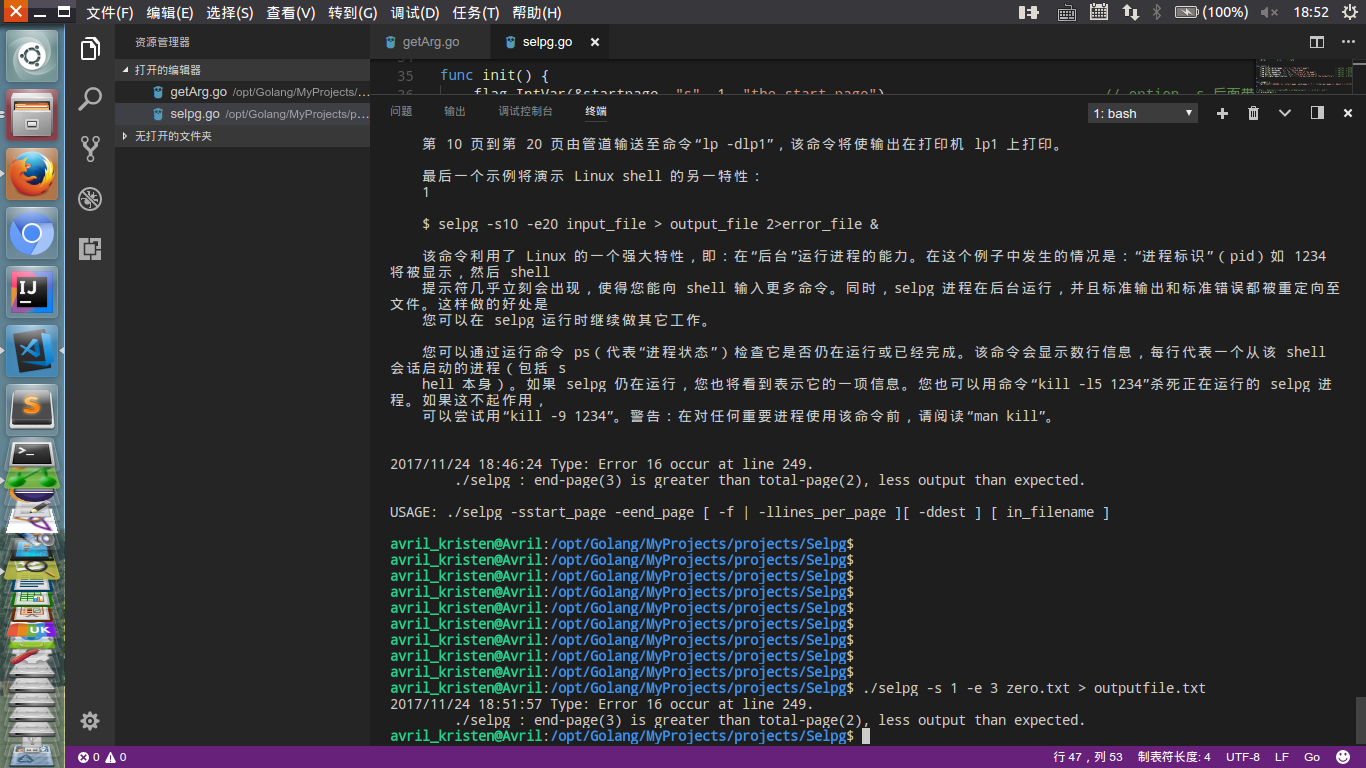 文件(F) 编辑(E) 选择(S) 查看(V) 转到(G) 调试(D) 任务(T) 帮助(H)
(100%) 18:52
资源管理器
打开的编辑器
getArg.go /opt/Golang/MyProjects/...
selpg.go /opt/Golang/MyProjects/p...
无打开的文件夹
getArg.go
selpg.go
35 func init() {
flag.IntVar(&startpage, "s", 1, "the start page") // option -s 后面带
问题 输出 调试控制台 终端
1: bash
第 10 页到第 20 页由管道输送至命令“lp -dlp1”，该命令将使输出在打印机 lp1 上打印。
最后一个示例将演示 Linux shell 的另一特性：
1
$ selpg -s10 -e20 input_file > output_file 2>error_file &
该命令利用了 Linux 的一个强大特性，即：在“后台”运行进程的能力。在这个例子中发生的情况是：“进程标识”（pid）如 1234
将被显示，然后 shell
提示符几乎立刻会出现，使得您能向 shell 输入更多命令。同时，selpg 进程在后台运行，并且标准输出和标准错误都被重定向至
文件。这样做的好处是
您可以在 selpg 运行时继续做其它工作。
您可以通过运行命令 ps（代表“进程状态”）检查它是否仍在运行或已经完成。该命令会显示数行信息，每行代表一个从该 shell
会话启动的进程（包括 s
hell 本身）。如果 selpg 仍在运行，您也将看到表示它的一项信息。您也可以用命令“kill -l5 1234”杀死正在运行的 selpg 进
程。如果这不起作用，
可以尝试用“kill -9 1234”。警告：在对任何重要进程使用该命令前，请阅读“man kill”。
2017/11/24 18:46:24 Type: Error 16 occur at line 249.
./selpg : end-page(3) is greater than total-page(2), less output than expected.
USAGE: ./selpg -sstart_page -eend_page [ -f | -llines_per_page ][ -ddest ] [ in_filename ]
avril_kristen@Avril:/opt/Golang/MyProjects/projects/Selpg$
avril_kristen@Avril:/opt/Golang/MyProjects/projects/Selpg$
avril_kristen@Avril:/opt/Golang/MyProjects/projects/Selpg$
avril_kristen@Avril:/opt/Golang/MyProjects/projects/Selpg$
avril_kristen@Avril:/opt/Golang/MyProjects/projects/Selpg$
avril_kristen@Avril:/opt/Golang/MyProjects/projects/Selpg$
avril_kristen@Avril:/opt/Golang/MyProjects/projects/Selpg$
avril_kristen@Avril:/opt/Golang/MyProjects/projects/Selpg$
avril_kristen@Avril:/opt/Golang/MyProjects/projects/Selpg$
avril_kristen@Avril:/opt/Golang/MyProjects/projects/Selpg$ ./selpg -s 1 -e 3 zero.txt > outputfile.txt
2017/11/24 18:51:57 Type: Error 16 occur at line 249.
./selpg : end-page(3) is greater than total-page(2), less output than expected.
avril_kristen@Avril:/opt/Golang/MyProjects/projects/Selpg$
0 0
行 47，列 53 制表符长度: 4 UTF-8 LF Go
IJ
S
UK